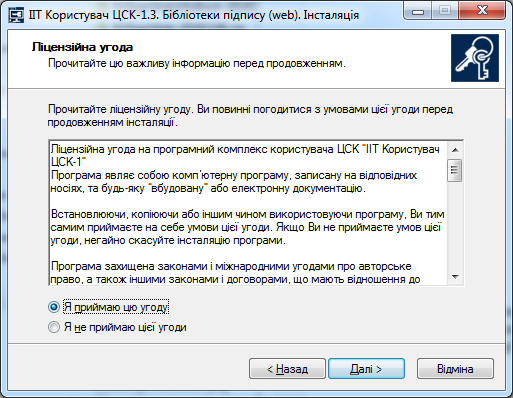 ІІТ Користувач ЦСК-1.3. Бібліотеки підпису (web). Інсталяція
Ліцензійна угода
Прочитайте цю важливу інформацію перед продовженням.
Прочитайте ліцензійну угоду. Ви повинні погодитися з умовами цієї угоди перед
продовженням інсталяції.
Ліцензійна угода на програмний комплекс користувача ЦСК "ІІТ Користувач
ЦСК-1"
Програма являє собою комп'ютерну програму, записану на відповідних
носіях, та будь-яку "вбудовану" або електронну документацію.
Встановлюючи, копіюючи або іншим чином використовуючи програму, Ви тим
самим приймаєте на себе умови цієї угоди. Якщо Ви не приймаєте умов цієї
угоди, негайно скасуйте інсталяцію програми.
Програма захищена законами і міжнародними угодами про авторське
право, а також іншими законами і договорами, що мають відношення до
Я приймаю цю угоду
Я не приймаю цієї угоди
< Назад
Далі >
Відміна